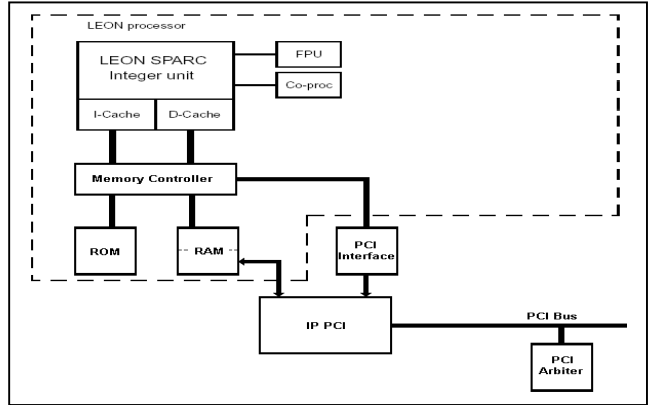 LEON processor
LEON SPARC
Integer unit
FPU
Co-proc
I-Cache
D-Cache
Memory Controller
ROM
RAM
PCI
Interface
IP PCI
PCI Bus
PCI
Arbiter